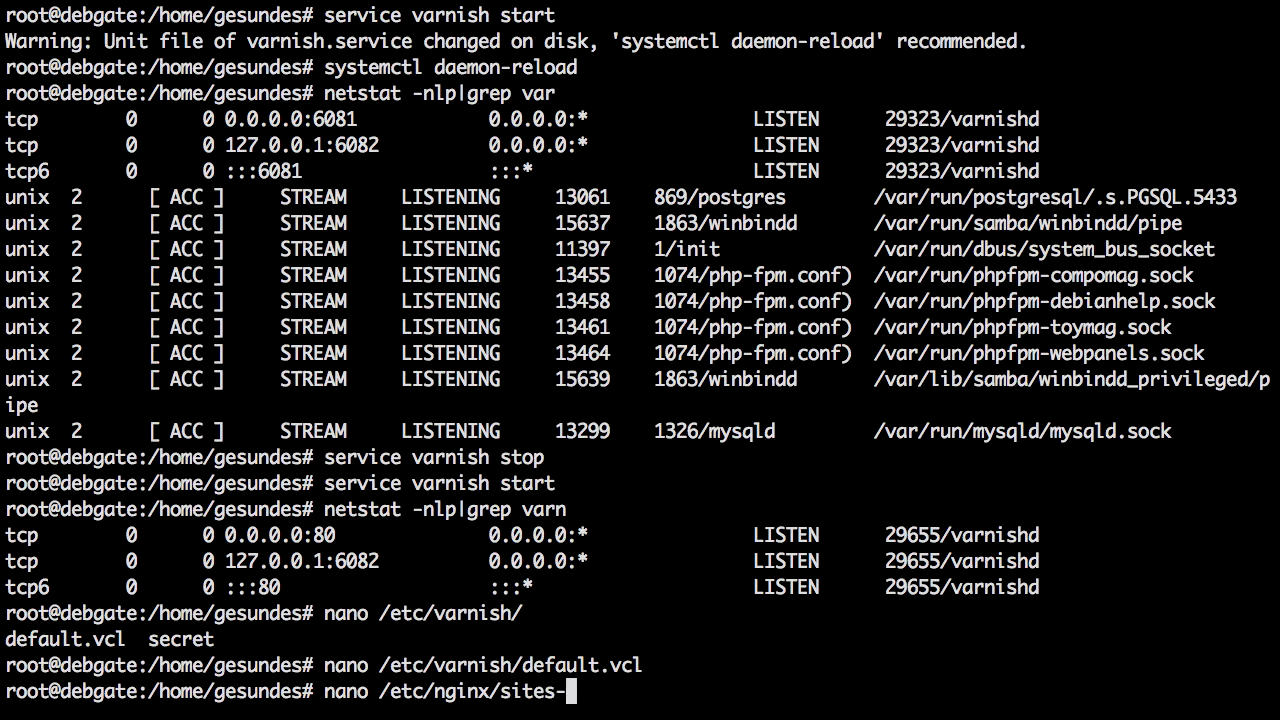 root@debgate:/home/gesundes# service varnish start
Warning: Unit file of varnish.service changed on disk, 'systemctl daemon-reload' recommended.
root@debgate:/home/gesundes# systemctl daemon-reload
root@debgate:/home/gesundes# netstat -nlp|grep var
tcp        0      0 0.0.0.0:6081            0.0.0.0:*               LISTEN      29323/varnishd
tcp        0      0 127.0.0.1:6082          0.0.0.0:*               LISTEN      29323/varnishd
tcp6       0      0 :::6081                 :::*                    LISTEN      29323/varnishd
unix  2      [ ACC ]     STREAM     LISTENING     13061    869/postgres        /var/run/postgresql/.s.PGSQL.5433
unix  2      [ ACC ]     STREAM     LISTENING     15637    1863/winbindd       /var/run/samba/winbindd/pipe
unix  2      [ ACC ]     STREAM     LISTENING     11397    1/init              /var/run/dbus/system_bus_socket
unix  2      [ ACC ]     STREAM     LISTENING     13455    1074/php-fpm.conf)  /var/run/phpfpm-compomag.sock
unix  2      [ ACC ]     STREAM     LISTENING     13458    1074/php-fpm.conf)  /var/run/phpfpm-debianhelp.sock
unix  2      [ ACC ]     STREAM     LISTENING     13461    1074/php-fpm.conf)  /var/run/phpfpm-toymag.sock
unix  2      [ ACC ]     STREAM     LISTENING     13464    1074/php-fpm.conf)  /var/run/phpfpm-webpanels.sock
unix  2      [ ACC ]     STREAM     LISTENING     15639    1863/winbindd       /var/lib/samba/winbindd_privileged/p
ipe
unix  2      [ ACC ]     STREAM     LISTENING     13299    1326/mysqld         /var/run/mysqld/mysqld.sock
root@debgate:/home/gesundes# service varnish stop
root@debgate:/home/gesundes# service varnish start
root@debgate:/home/gesundes# netstat -nlp|grep varn
tcp        0      0 0.0.0.0:80              0.0.0.0:*               LISTEN      29655/varnishd
tcp        0      0 127.0.0.1:6082          0.0.0.0:*               LISTEN      29655/varnishd
tcp6       0      0 :::80                   :::*                    LISTEN      29655/varnishd
root@debgate:/home/gesundes# nano /etc/varnish/
default.vcl  secret
root@debgate:/home/gesundes# nano /etc/varnish/default.vcl
root@debgate:/home/gesundes# nano /etc/nginx/sites-